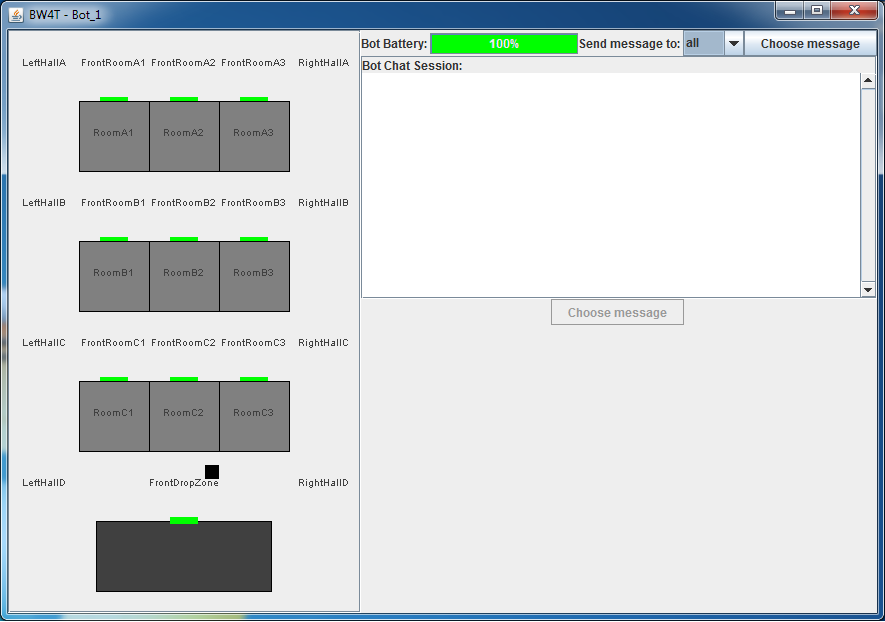 BW4T - Bot_1
Bot Battery: 100% Send message to: all Choose message
Bot Chat Session:
LeftHallA FrontRoomA1 FrontRoomA2 FrontRoomA3 RightHallA
RoomA1 RoomA2 RoomA3
LeftHallB FrontRoomB1 FrontRoomB2 FrontRoomB3 RightHallB
RoomB1 RoomB2 RoomB3
Choose message
LeftHallC FrontRoomC1 FrontRoomC2 FrontRoomC3 RightHallC
RoomC1 RoomC2 RoomC3
LeftHallD FrontDropZone RightHallD